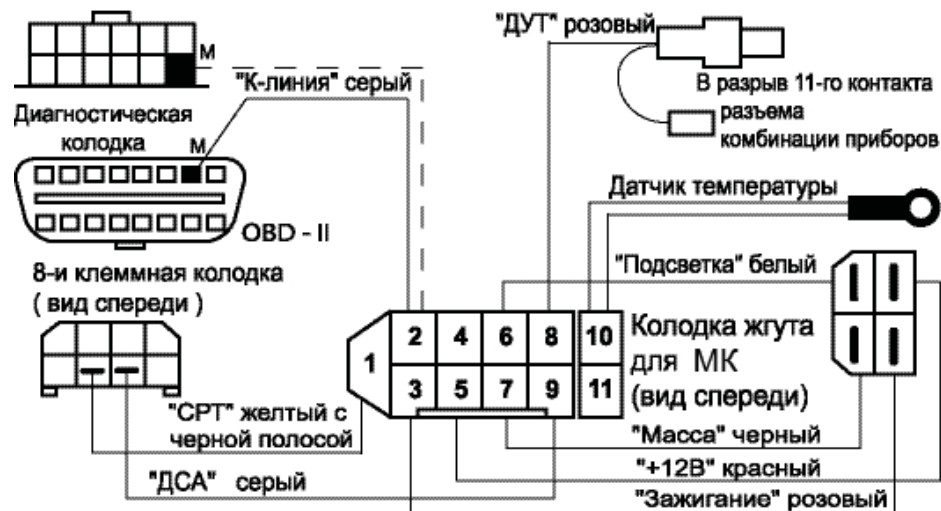 "ДУТ" розовый
М
"К-линия" серый
В разрыв 11-го контакта
разъема
комбинации приборов
Диагностическая
колодка
М
Датчик температуры
OBD - II
8-и клеммная колодка
( вид спереди )
"Подсветка" белый
1
2
4
6
8
10
3
5
7
9
11
Колодка жгута
для МК
(вид спереди)
"СРТ" желтый с
черной полосой
"Масса" черный
"+12В" красный
"ДСА" серый
"Зажигание" розовый